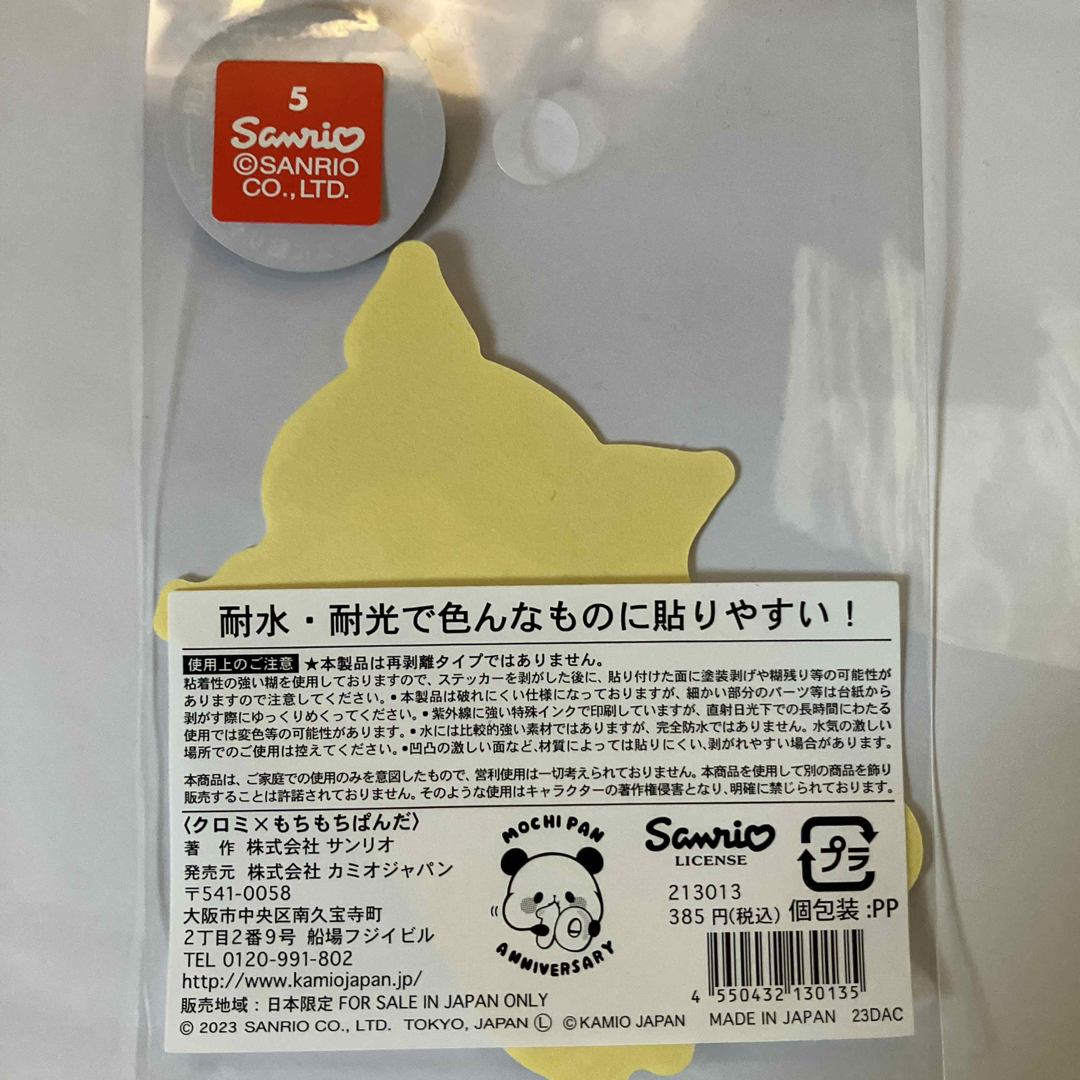 5
Sanrio
©SANRIO
CO., LTD.
耐水・耐光で色んなものに貼りやすい！
使用上のご注意 ★本製品は再剥離タイプではありません。
粘着性の強い糊を使用しておりますので、ステッカーを剥がした後に、貼り付けた面に塗装剥げや糊残り等の可能性が
ありますので注意してください。•本製品は破れにくい仕様になっておりますが、細かい部分のパーツ等は台紙から
剥がす際にゆっくりめくってください。•紫外線に強い特殊インクで印刷していますが、直射日光下での長時間にわたる
使用では変色等の可能性があります。•水には比較的強い素材ではありますが、完全防水ではありません。水気の激しい
場所でのご使用は控えてください。•凹凸の激しい面など、材質によっては貼りにくい、剥がれやすい場合があります。
本商品は、ご家庭での使用のみを意図したもので、営利使用は一切考えられておりません。本商品を使用して別の商品を飾り
販売することは許諾されておりません。そのような使用はキャラクターの著作権侵害となり、明確に禁じられております。
〈クロミ×もちもちぱんだ〉
著 作 株式会社 サンリオ
発売元 株式会社 カミオジャパン
〒541-0058
大阪市中央区南久宝寺町
2丁目2番9号 船場フジイビル
TEL 0120-991-802
http://www.kamiojapan.jp/
MOCHI PAN
10
ANNIVERSARY
Sanrio
LICENSE
213013
385 円(税込)
プラ
個包装 :PP
4 550432 130135
販売地域：日本限定 FOR SALE IN JAPAN ONLY
© 2023 SANRIO CO., LTD. TOKYO, JAPAN Ⓛ ©KAMIO JAPAN MADE IN JAPAN 23DAC